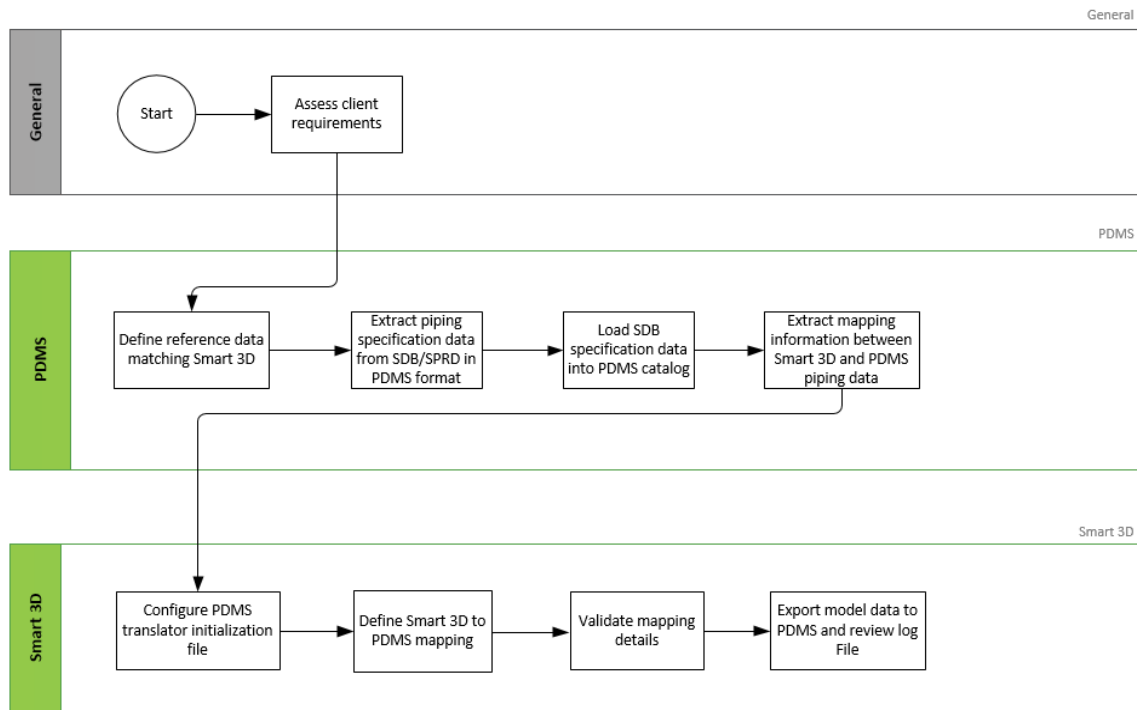 General
General
Start
Assess client
requirements
PDMS
PDMS
Define reference data
matching Smart 3D
Extract piping
specification data
from SDB/SPRD in
PDMS format
Load SDB
specification data
into PDMS catalog
Extract mapping
information between
Smart 3D and PDMS
piping data
Smart 3D
Smart 3D
Configure PDMS
translator initialization
file
Define Smart 3D to
PDMS mapping
Validate mapping
details
Export model data to
PDMS and review log
File